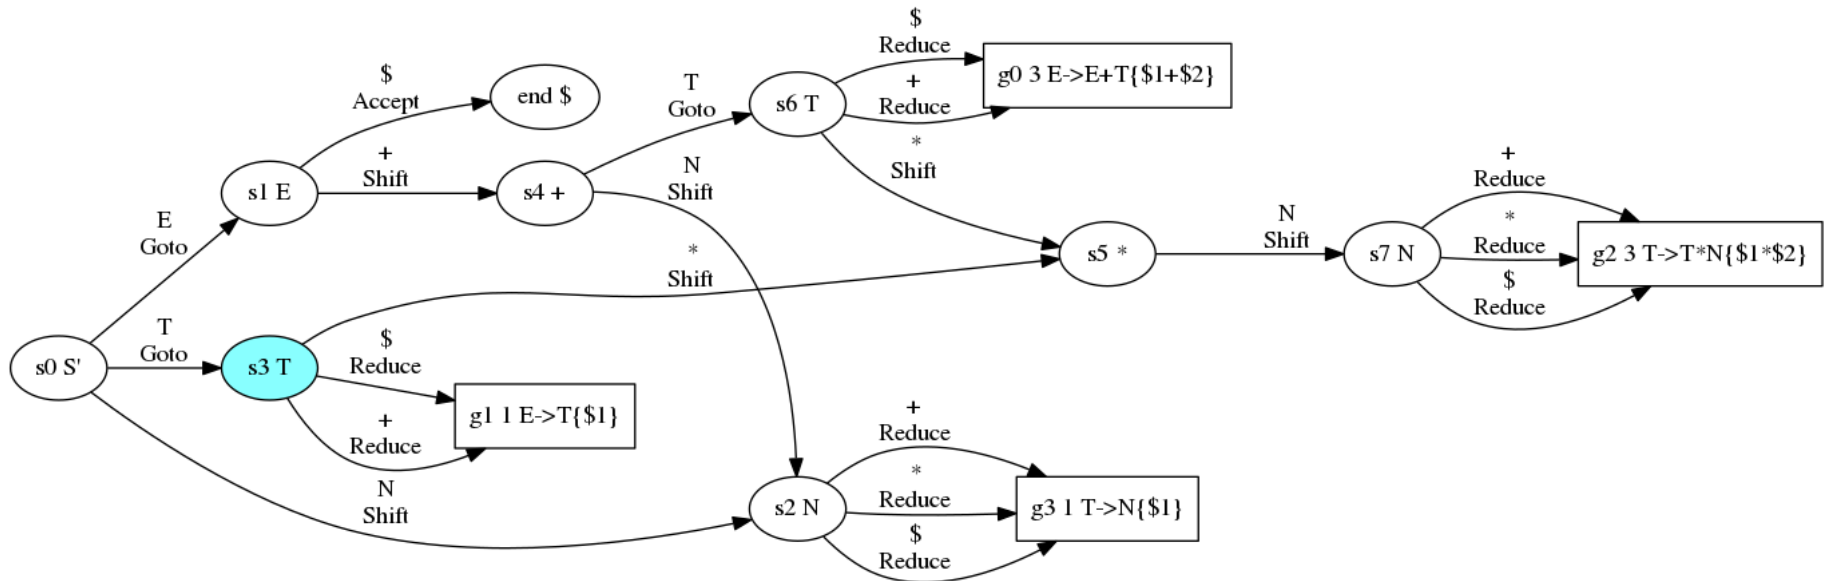 $
Reduce
g0 3 E->E+T{$1+$2}
+
Reduce
s6 T
T
Goto
$
Accept
end $
*
Shift
+
Shift
s1 E
s4 +
N
Shift
+
Reduce
*
Reduce
g2 3 T->T*N{$1*$2}
$
Reduce
s7 N
N
Shift
s5 *
E
Goto
*
Shift
T
Goto
s0 S'
s3 T
$
Reduce
g1 1 E->T{$1}
+
Reduce
N
Shift
+
Reduce
*
Reduce
s2 N
g3 1 T->N{$1}
$
Reduce